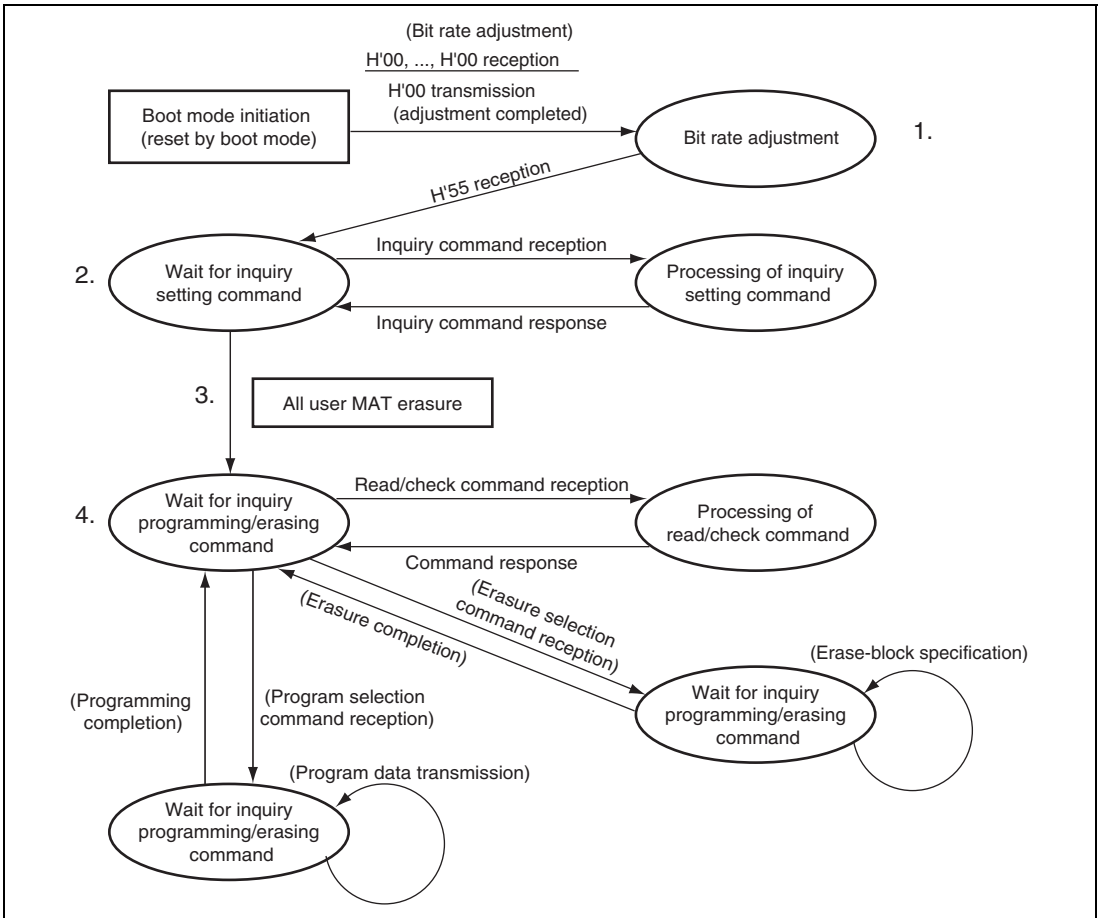 (Bit rate adjustment)
H'00, ..., H'00 reception
H'00 transmission
(adjustment completed)
Boot mode initiation
(reset by boot mode)
Bit rate adjustment
1.
H'55 reception
2.
Wait for inquiry
setting command
Inquiry command reception
Processing of inquiry
setting command
Inquiry command response
3.
All user MAT erasure
4.
Wait for inquiry
programming/erasing
command
Read/check command reception
Processing of
read/check command
Command response
(Erasure selection
command reception)
(Erasure completion)
(Erase-block specification)
Wait for inquiry
programming/erasing
command
(Programming
completion)
(Program selection
command reception)
(Program data transmission)
Wait for inquiry
programming/erasing
command